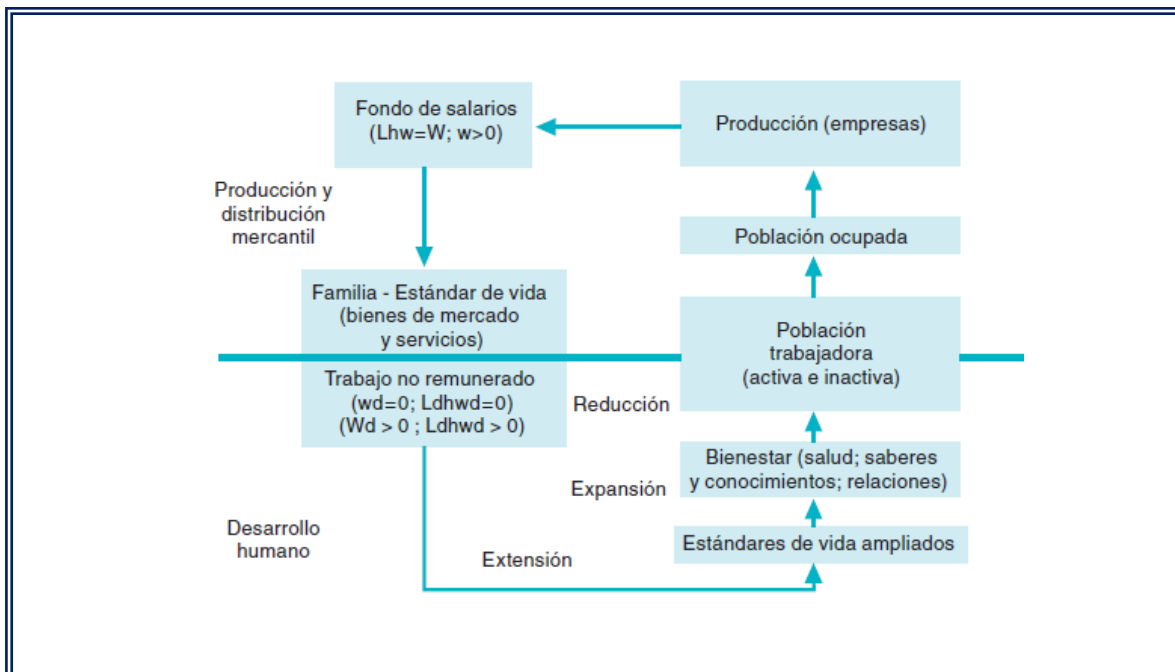 Fondo de salarios
(Lhw=W; w>0)
Producción (empresas)
Producción y
distribución
mercantil
Población ocupada
Familia - Estándar de vida
(bienes de mercado
y servicios)
Población
trabajadora
(activa e inactiva)
Trabajo no remunerado
(wd=0; Ldhwd=0)
(Wd > 0 ; Ldhwd > 0)
Reducción
Bienestar (salud; saberes
y conocimientos; relaciones)
Expansión
Desarrollo
humano
Estándares de vida ampliados
Extensión